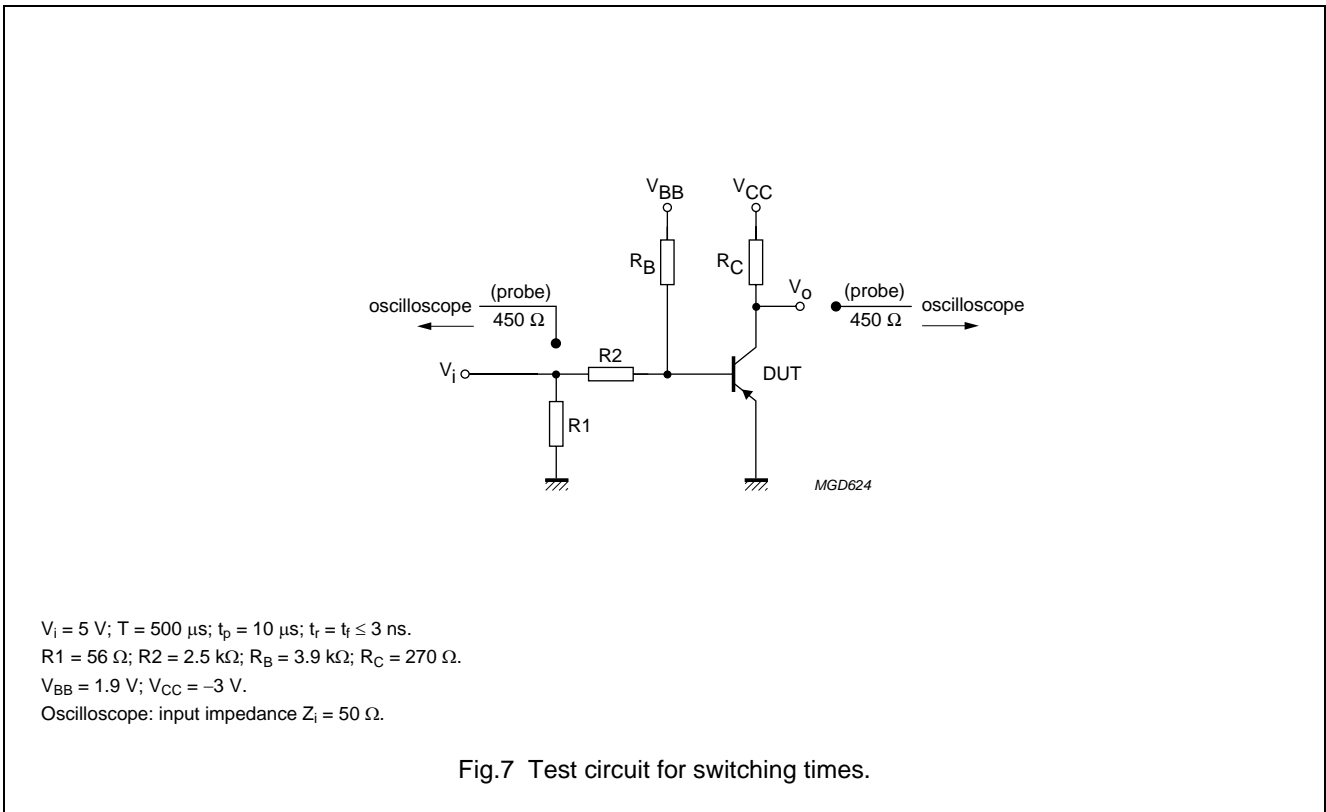 V_BB V_CC
R_B R_C
V_o
(probe) (probe)
oscilloscope oscilloscope
450 Ω 450 Ω
R2
V_i DUT
R1
MGD624
V_i = 5 V; T = 500 μs; t_p = 10 μs; t_r = t_f ≤ 3 ns.
R1 = 56 Ω; R2 = 2.5 kΩ; R_B = 3.9 kΩ; R_C = 270 Ω.
V_BB = 1.9 V; V_CC = −3 V.
Oscilloscope: input impedance Z_i = 50 Ω.
Fig.7 Test circuit for switching times.